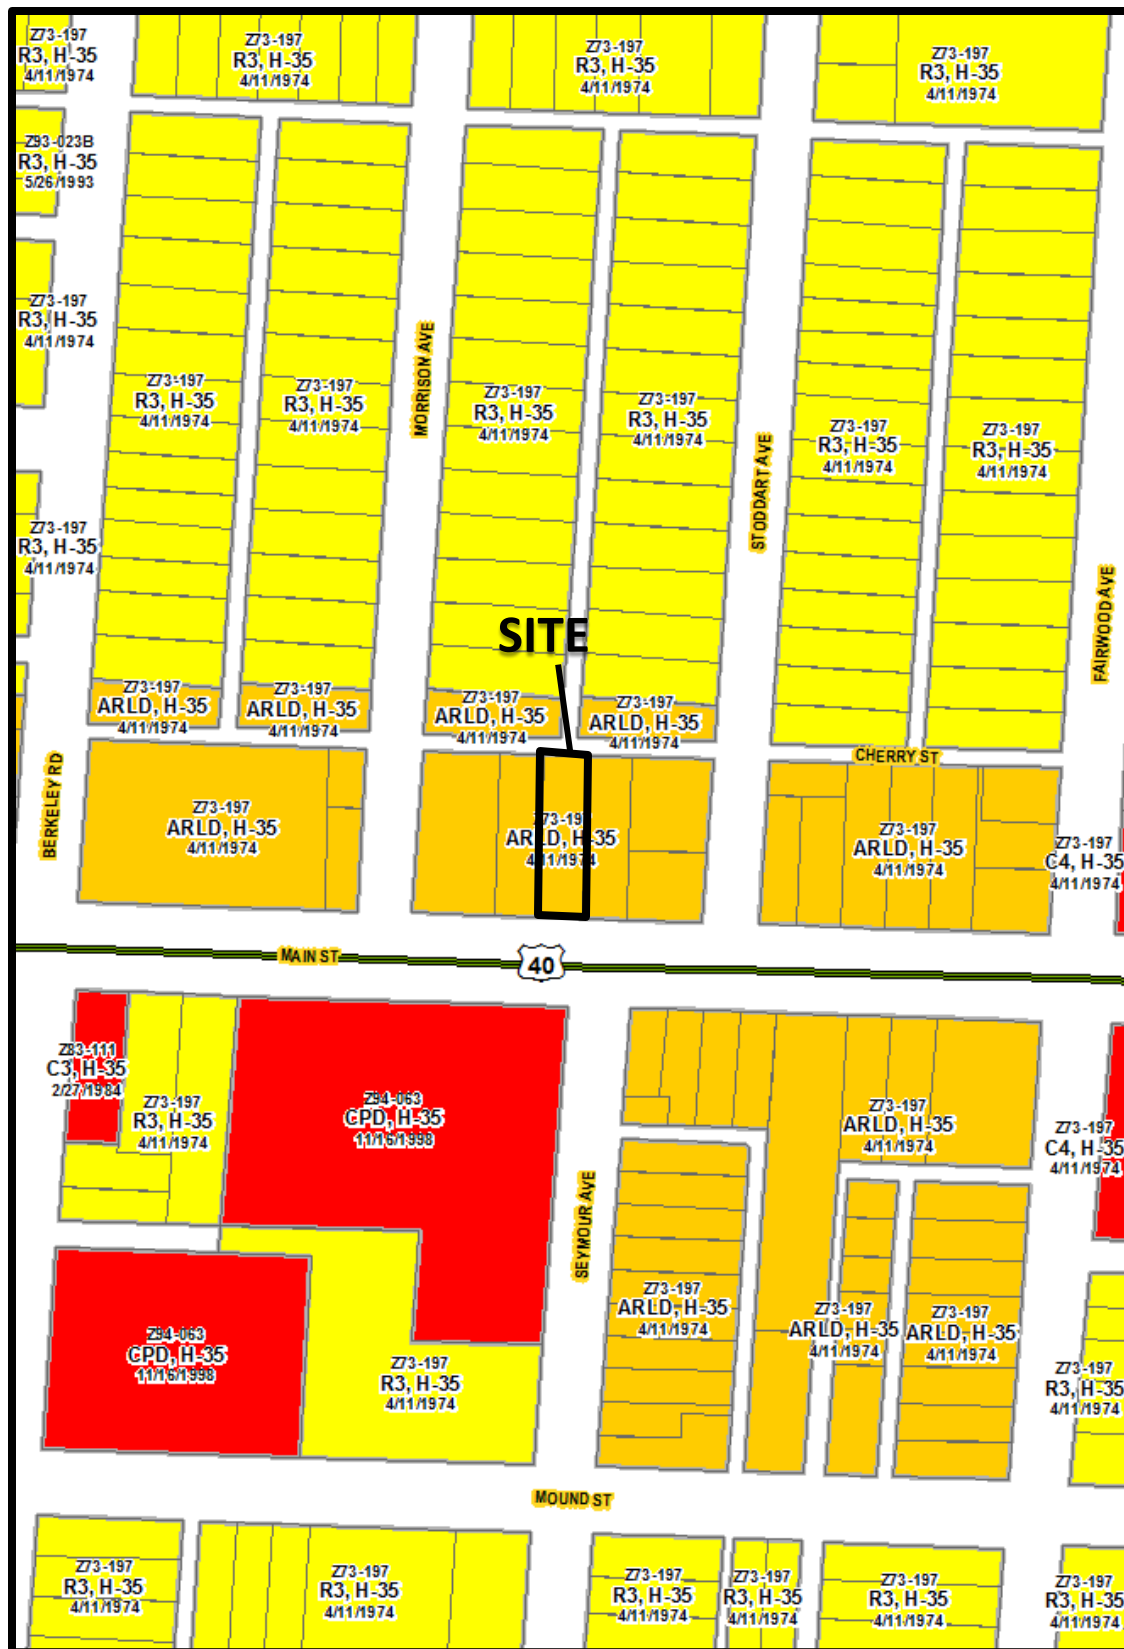 Z73-197
R3, H-35
4/11/1974
Z73-197
R3, H-35
4/11/1974
Z73-197
R3, H-35
4/11/1974
Z73-197
R3, H-35
4/11/1974
Z93-023B
R3, H-35
5/26/1993
Z73-197
R3, H-35
4/11/1974
Z73-197
R3, H-35
4/11/1974
Z73-197
R3, H-35
4/11/1974
MORRISON AVE
Z73-197
R3, H-35
4/11/1974
Z73-197
R3, H-35
4/11/1974
STODDART AVE
Z73-197
R3, H-35
4/11/1974
Z73-197
R3, H-35
4/11/1974
Z73-197
R3, H-35
4/11/1974
FAIRWOOD AVE
SITE
Z73-197
ARLD, H-35
4/11/1974
Z73-197
ARLD, H-35
4/11/1974
Z73-197
ARLD, H-35
4/11/1974
Z73-197
ARLD, H-35
4/11/1974
CHERRY ST
BERKELEY RD
Z73-197
ARLD, H-35
4/11/1974
Z73-197
ARLD, H-35
4/11/1974
Z73-197
ARLD, H-35
4/11/1974
Z73-197
C4, H-35
4/11/1974
MAIN ST
40
Z83-111
C3, H-35
2/27/1984
Z73-197
R3, H-35
4/11/1974
Z94-063
CPD, H-35
11/16/1998
Z73-197
ARLD, H-35
4/11/1974
Z73-197
C4, H-35
4/11/1974
SEYMOUR AVE
Z94-063
CPD, H-35
11/16/1998
Z73-197
R3, H-35
4/11/1974
Z73-197
ARLD, H-35
4/11/1974
Z73-197
ARLD, H-35
4/11/1974
Z73-197
ARLD, H-35
4/11/1974
Z73-197
R3, H-35
4/11/1974
MOUND ST
Z73-197
R3, H-35
4/11/1974
Z73-197
R3, H-35
4/11/1974
Z73-197
R3, H-35
4/11/1974
Z73-197
R3, H-35
4/11/1974
Z73-197
R3, H-35
4/11/1974
Z73-197
R3, H-35
4/11/1974